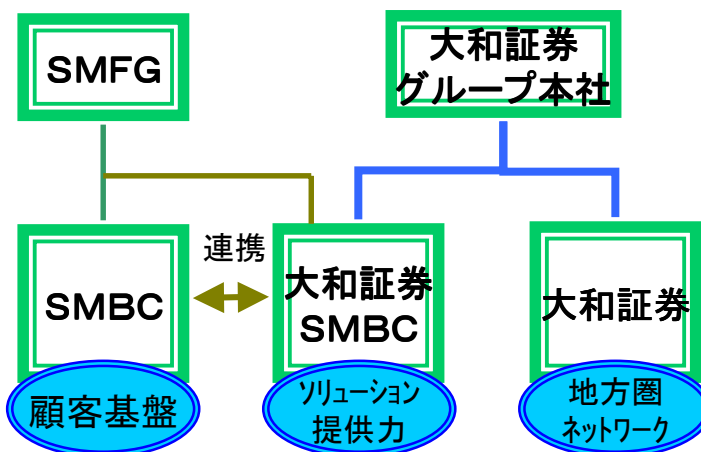 SMFG
大和証券
グループ本社
連携
SMBC
大和証券
SMBC
大和証券
顧客基盤
ソリューション
提供力
地方圏
ネットワーク